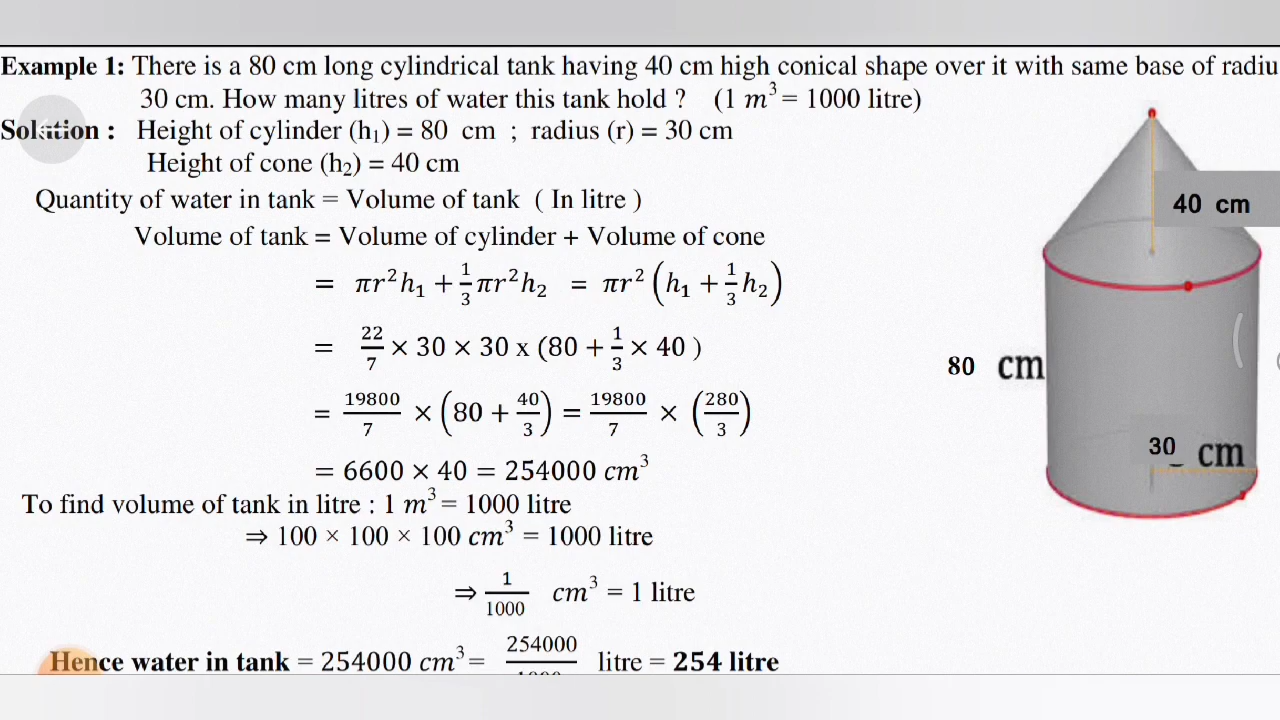 Example 1: There is a 80 cm long cylindrical tank having 40 cm high conical shape over it with same base of radiu
30 cm. How many litres of water this tank hold ? (1 m³ = 1000 litre)
Solution : Height of cylinder (h₁) = 80 cm ; radius (r) = 30 cm
Height of cone (h₂) = 40 cm
Quantity of water in tank = Volume of tank ( In litre )
Volume of tank = Volume of cylinder + Volume of cone
= πr²h₁ + 1/3 πr²h₂ = πr² (h₁ + 1/3 h₂)
= 22/7 × 30 × 30 x (80 + 1/3 × 40 )
= 19800/7 × (80 + 40/3) = 19800/7 × (280/3)
= 6600 × 40 = 254000 cm³
To find volume of tank in litre : 1 m³ = 1000 litre
⇒ 100 × 100 × 100 cm³ = 1000 litre
⇒ 1/1000 cm³ = 1 litre
Hence water in tank = 254000 cm³ = 254000/1000 litre = 254 litre
40 cm
80 cm
30 cm